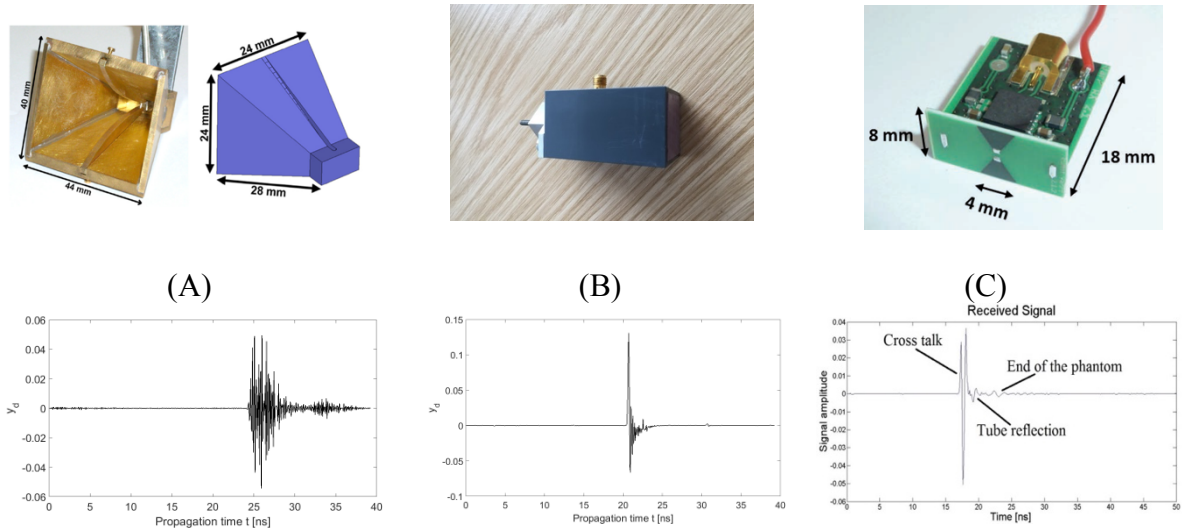 24 mm
40 mm
24 mm
44 mm
28 mm
8 mm
4 mm
18 mm
(A)
(B)
(C)
0.06
0.04
0.02
0
-0.02
-0.04
-0.06
y_d
0 5 10 15 20 25 30 35 40
Propagation time t [ns]
0.15
0.1
0.05
0
-0.05
-0.1
y_d
0 5 10 15 20 25 30 35 40
Propagation time t [ns]
Received Signal
0.04
0.03
0.02
0.01
0
-0.01
-0.02
-0.03
-0.04
-0.05
-0.06
Signal amplitude
Cross talk
End of the phantom
Tube reflection
0 5 10 15 20 25 30 35 40 45 50
Time [ns]